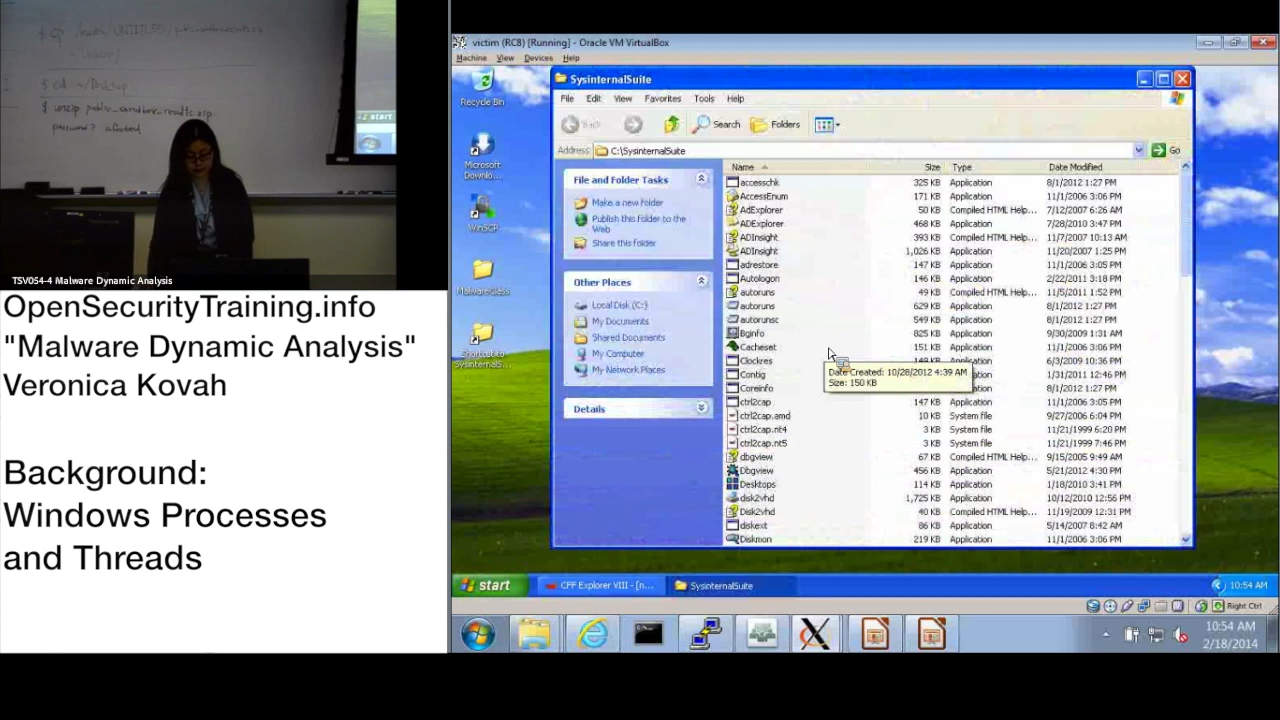 TSV054-4 Malware Dynamic Analysis
OpenSecurityTraining.info
"Malware Dynamic Analysis"
Veronica Kovah
Background:
Windows Processes
and Threads
victim (RC8) [Running] - Oracle VM VirtualBox
Machine View Devices Help
Recycle Bin
Microsoft
Downlo...
WinSCP
MalwareClass
Shortcut to
SysinternalS...
SysinternalSuite
File Edit View Favorites Tools Help
Back Search Folders
Address C:\SysinternalSuite Go
File and Folder Tasks
Make a new folder
Publish this folder to the
Web
Share this folder
Other Places
Local Disk (C:)
My Documents
Shared Documents
My Computer
My Network Places
Details
Name Size Type Date Modified
accesschk 325 KB Application 8/1/2012 1:27 PM
AccessEnum 171 KB Application 11/1/2006 3:06 PM
AdExplorer 50 KB Compiled HTML Help... 7/12/2007 6:26 AM
ADExplorer 468 KB Application 7/28/2010 3:47 PM
ADInsight 393 KB Compiled HTML Help... 11/7/2007 10:13 AM
ADInsight 1,026 KB Application 11/20/2007 1:25 PM
adrestore 147 KB Application 11/1/2006 3:05 PM
Autologon 146 KB Application 2/22/2011 3:18 PM
autoruns 49 KB Compiled HTML Help... 11/5/2011 1:52 PM
autoruns 629 KB Application 8/1/2012 1:27 PM
autorunsc 549 KB Application 8/1/2012 1:27 PM
Bginfo 825 KB Application 9/30/2009 1:31 AM
Cacheset 151 KB Application 11/1/2006 3:06 PM
Clockres 149 KB Application 6/3/2009 10:36 PM
Contig 1/31/2011 12:46 PM
Coreinfo 8/1/2012 1:27 PM
Date Created: 10/28/2012 4:39 AM
Size: 150 KB
ctrl2cap 147 KB Application 11/1/2006 3:05 PM
ctrl2cap.amd 10 KB System file 9/27/2006 6:04 PM
ctrl2cap.nt4 3 KB System file 11/21/1999 6:20 PM
ctrl2cap.nt5 3 KB System file 11/21/1999 7:46 PM
dbgview 67 KB Compiled HTML Help... 9/15/2005 9:49 AM
Dbgview 456 KB Application 5/21/2012 4:30 PM
Desktops 114 KB Application 1/18/2010 3:41 PM
disk2vhd 1,725 KB Application 10/12/2010 12:56 PM
Disk2vhd 40 KB Compiled HTML Help... 11/19/2009 12:31 PM
diskext 86 KB Application 5/14/2007 8:42 AM
Diskmon 219 KB Application 11/1/2006 3:06 PM
start CFF Explorer VIII - [n... SysinternalSuite 10:54 AM
Right Ctrl
10:54 AM
2/18/2014